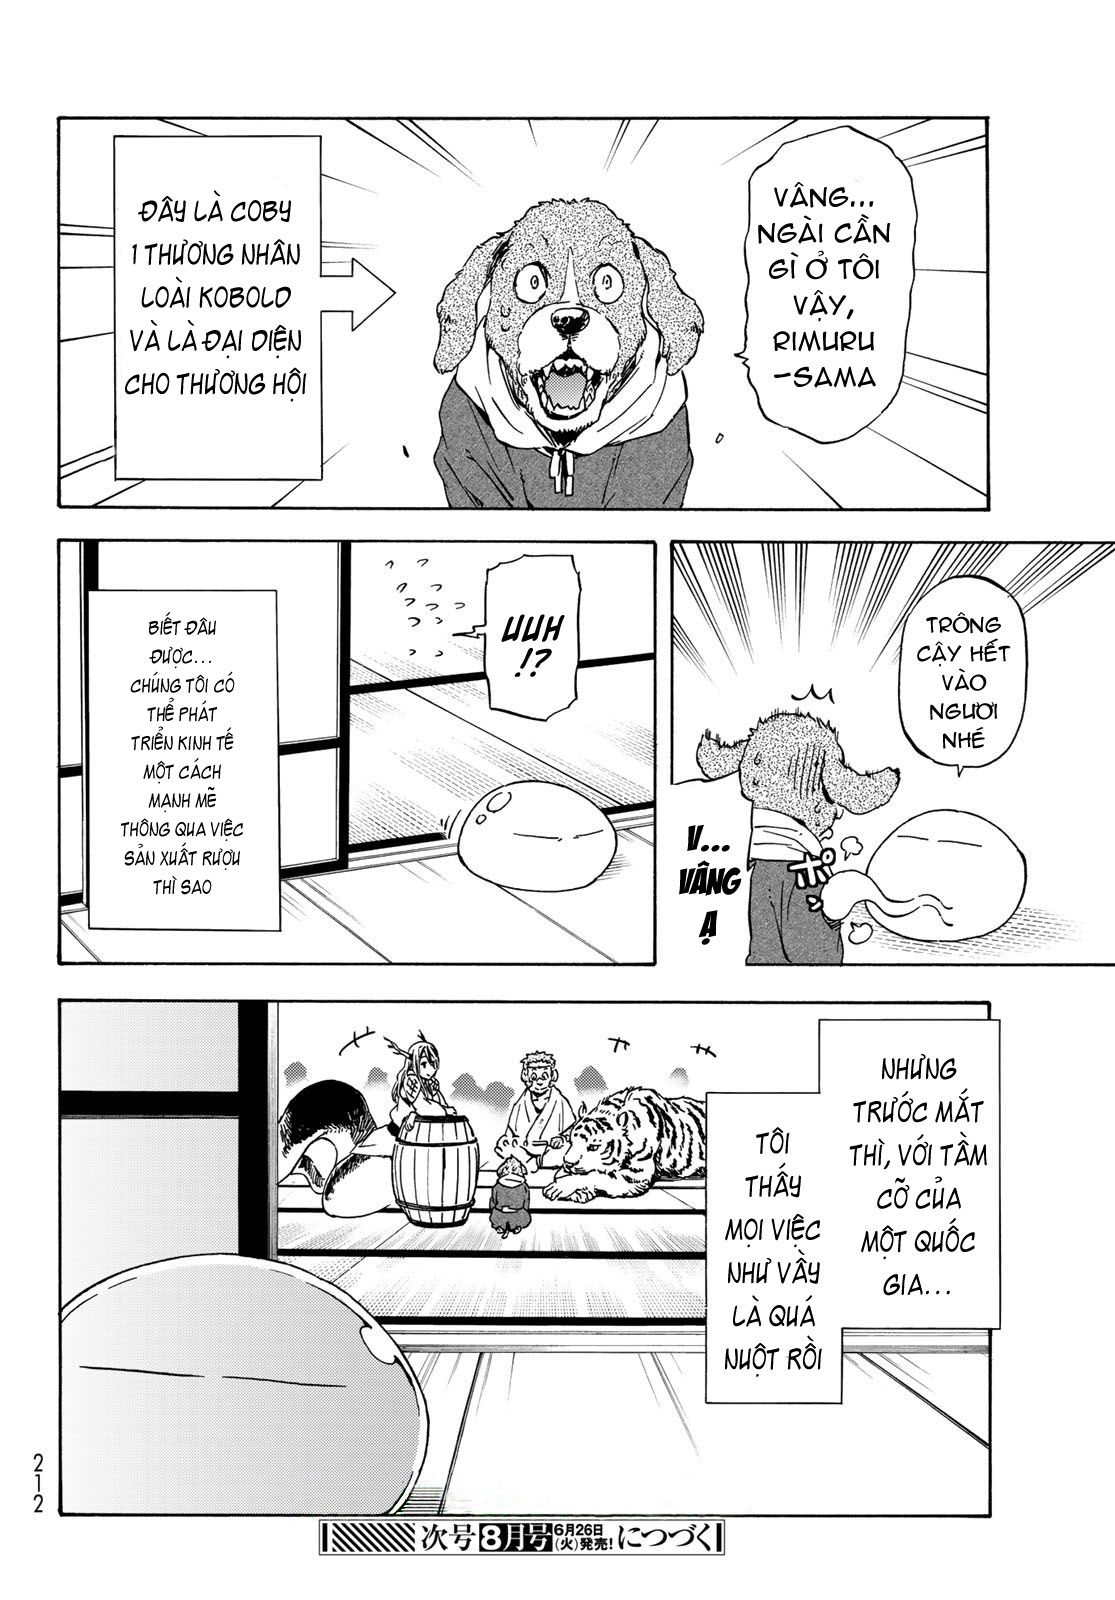 VÂNG...
NGÀI CẦN
GÌ Ở TÔI
VẬY,
RIMURU
-SAMA
ĐÂY LÀ COBY
1 THƯƠNG NHÂN
LOÀI KOBOLD
VÀ LÀ ĐẠI DIỆN
CHO THƯƠNG HỘI
TRÔNG
CẬY HẾT
VÀO
NGƯƠI
NHÉ
V...
VÂNG
Ạ
ポ
ン
UUH
!?
BIẾT ĐÂU
ĐƯỢC...
CHÚNG TÔI CÓ
THỂ PHÁT
TRIỂN KINH TẾ
MỘT CÁCH
MẠNH MẼ
THÔNG QUA VIỆC
SẢN XUẤT RƯỢU
THÌ SAO
NHƯNG
TRƯỚC MẮT
THÌ, VỚI TẦM
CỠ CỦA
MỘT QUỐC
GIA...
TÔI
THẤY
MỌI VIỆC
NHƯ VẦY
LÀ QUÁ
NUỘT RỒI
212
次号8月号6月26日(火)発売!につづく